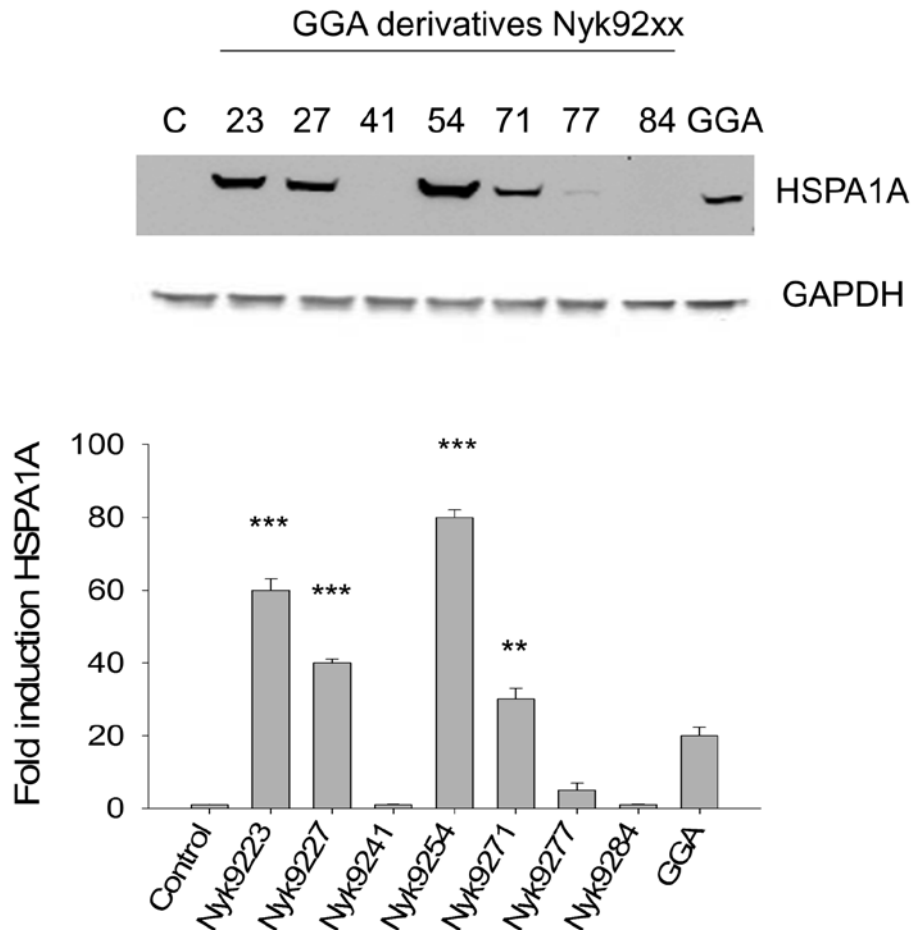 GGA derivatives Nyk92xx
C 23 27 41 54 71 77 84 GGA
HSPA1A
GAPDH
Fold induction HSPA1A
100
80
60
40
20
0
***
***
***
**
Control
Nyk9223
Nyk9227
Nyk9241
Nyk9254
Nyk9271
Nyk9277
Nyk9284
GGA